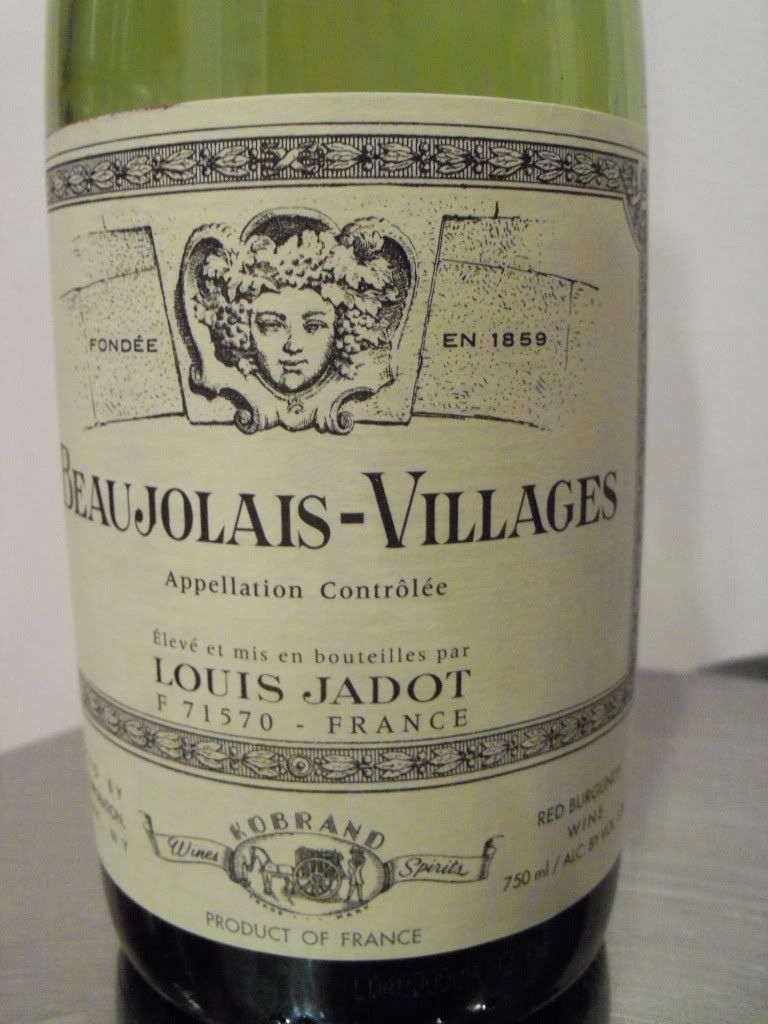 FONDÉE EN 1859
BEAUJOLAIS-VILLAGES
Appellation Contrôlée
Élevé et mis en bouteilles par
LOUIS JADOT
F 71570 - FRANCE
BY
N Y
KOBRAND
Wines Spirits
PRODUCT OF FRANCE
RED BURGUNDY
WINE
750 ml / ALC. BY VOL.